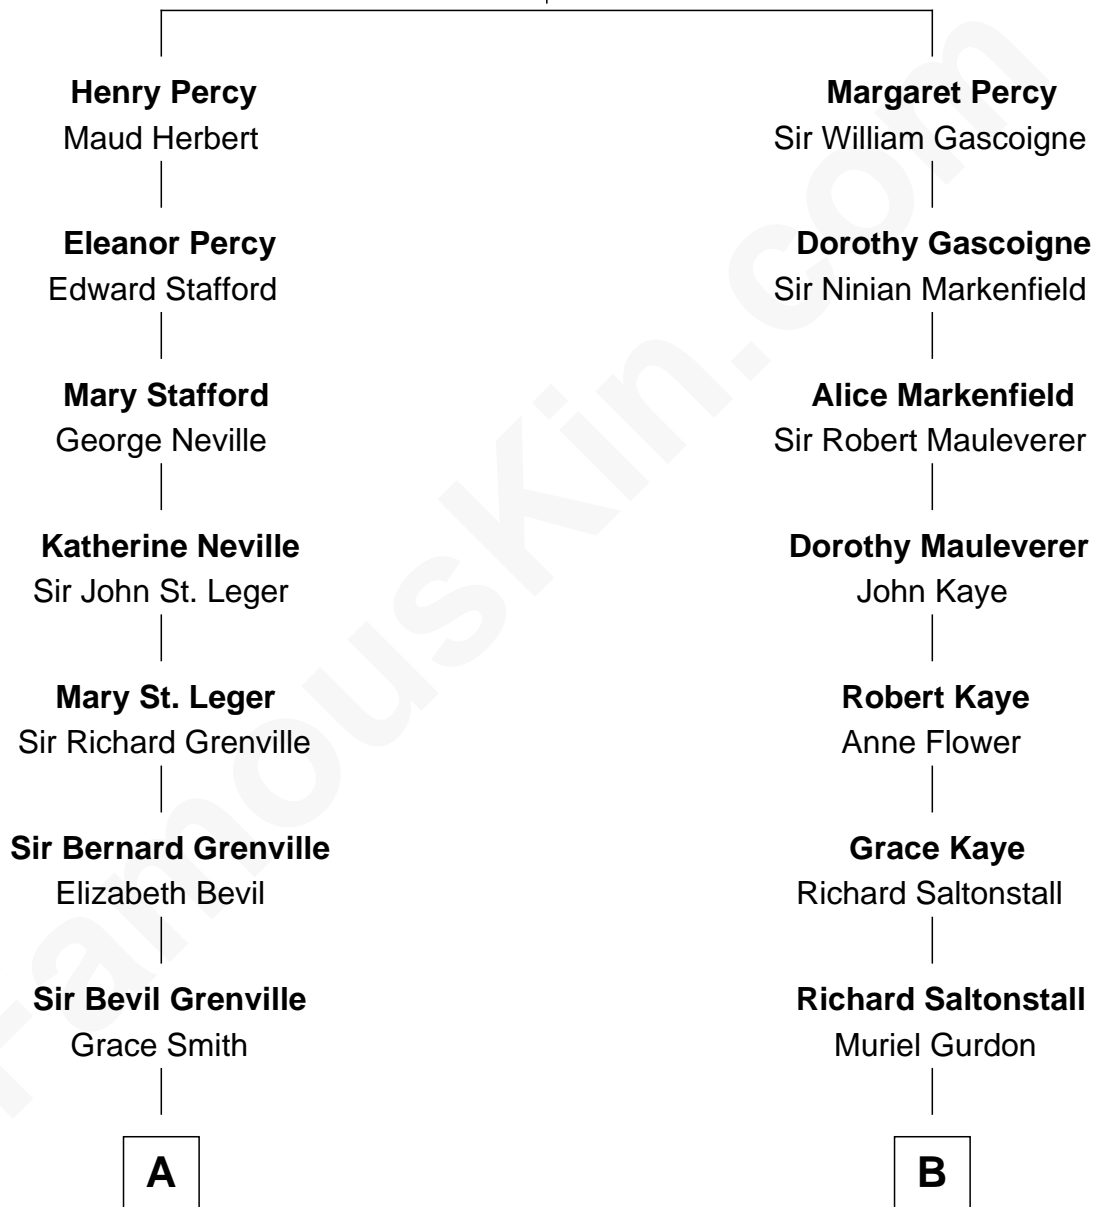 Henry Percy
Maud Herbert
Eleanor Percy
Edward Stafford
Mary Stafford
George Neville
Katherine Neville
Sir John St. Leger
Mary St. Leger
Sir Richard Grenville
Sir Bernard Grenville
Elizabeth Bevil
Sir Bevil Grenville
Grace Smith
A
Margaret Percy
Sir William Gascoigne
Dorothy Gascoigne
Sir Ninian Markenfield
Alice Markenfield
Sir Robert Mauleverer
Dorothy Mauleverer
John Kaye
Robert Kaye
Anne Flower
Grace Kaye
Richard Saltonstall
Richard Saltonstall
Muriel Gurdon
B
FamousKin.com